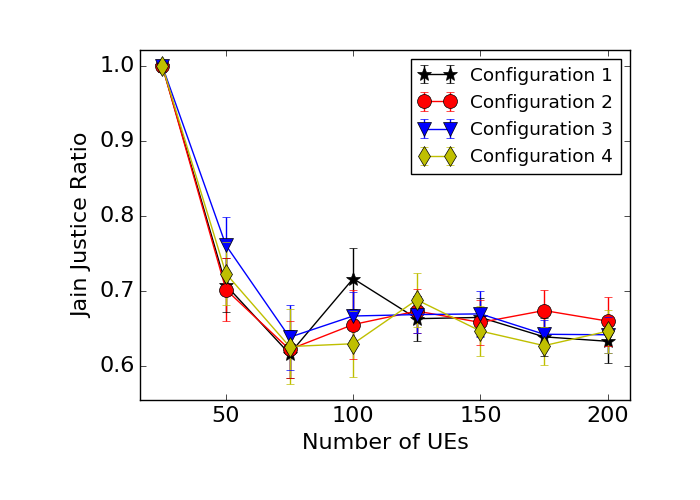 1.0
0.9
0.8
0.7
0.6
Jain Justice Ratio
Configuration 1
Configuration 2
Configuration 3
Configuration 4
50
100
150
200
Number of UEs